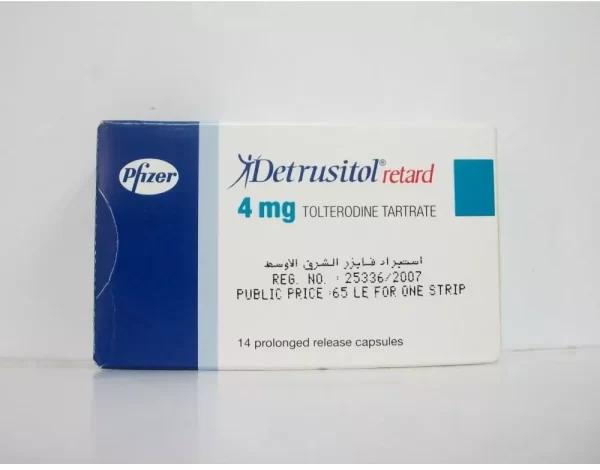 Pfizer
Detrusitol® retard
4 mg TOLTERODINE TARTRATE
استيراد فايزر الشرق الاوسط
REG. NO. : 25336/2007
PUBLIC PRICE :65 LE FOR ONE STRIP
14 prolonged release capsules